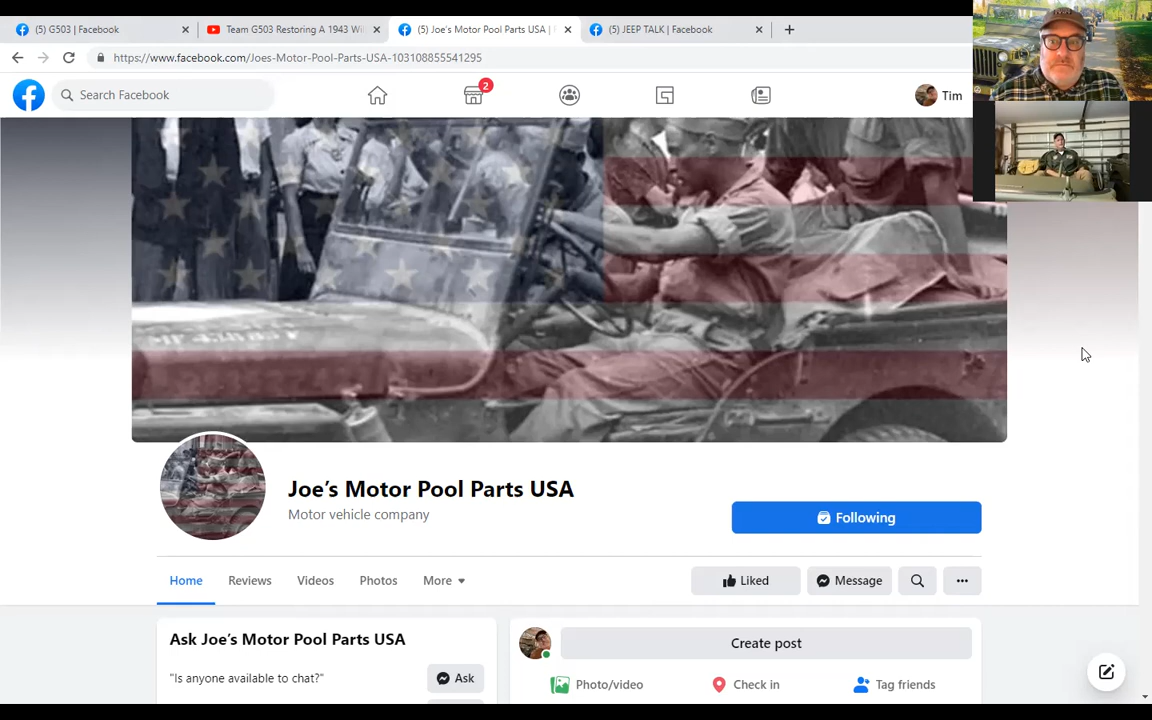 (5) G503 | Facebook
Team G503 Restoring A 1943 Wi
(5) Joe's Motor Pool Parts USA |
(5) JEEP TALK | Facebook
https://www.facebook.com/Joes-Motor-Pool-Parts-USA-103108855541295
Search Facebook
2
Tim
Joe's Motor Pool Parts USA
Motor vehicle company
Following
Home
Reviews
Videos
Photos
More
Liked
Message
Ask Joe's Motor Pool Parts USA
"Is anyone available to chat?"
Ask
Create post
Photo/video
Check in
Tag friends